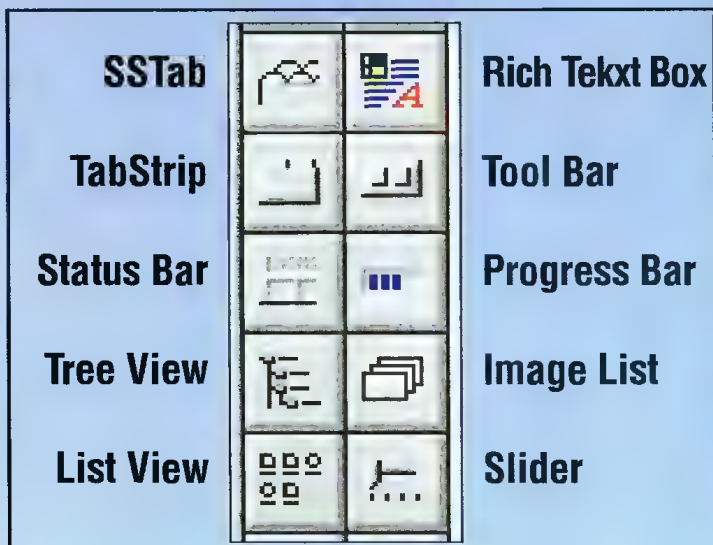 SSTab
Rich Tekxt Box
TabStrip
Tool Bar
Status Bar
Progress Bar
Tree View
Image List
List View
Slider